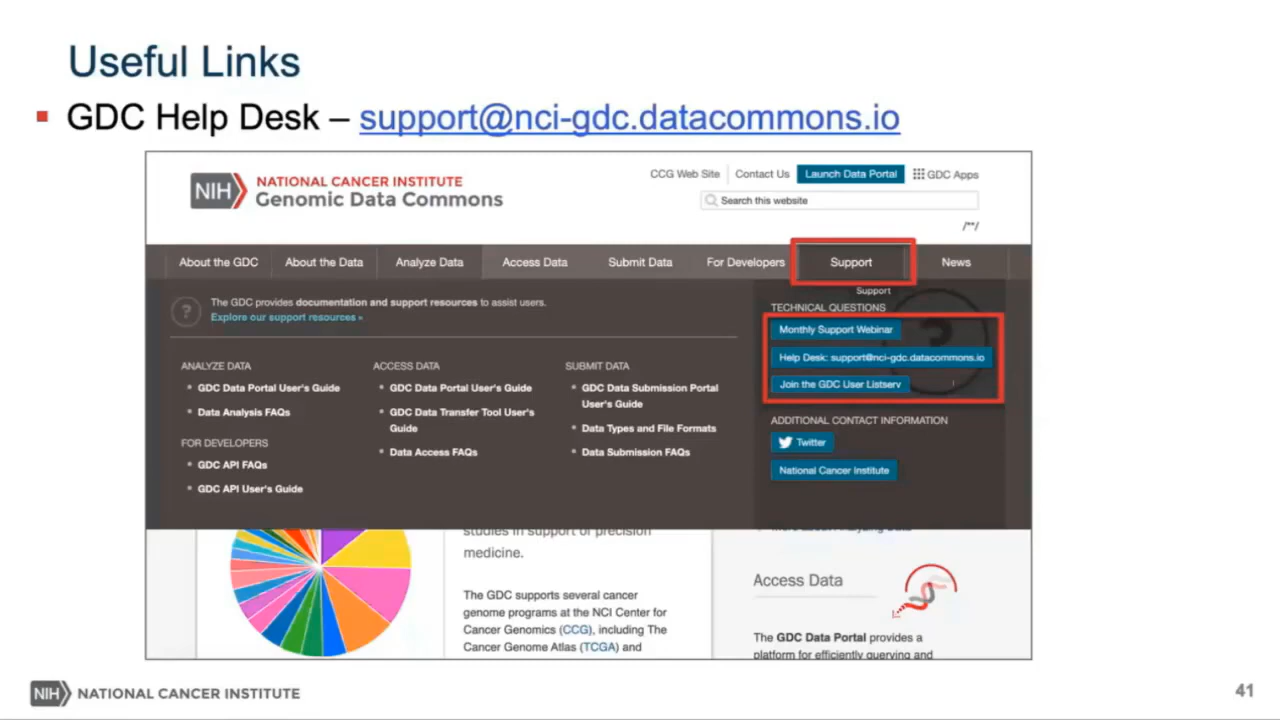 Useful Links
GDC Help Desk – support@nci-gdc.datacommons.io
NIH NATIONAL CANCER INSTITUTE
Genomic Data Commons
CCG Web Site
Contact Us
Launch Data Portal
GDC Apps
Search this website
/**/
About the GDC
About the Data
Analyze Data
Access Data
Submit Data
For Developers
Support
News
Support
The GDC provides documentation and support resources to assist users.
Explore our support resources »
ANALYZE DATA
GDC Data Portal User's Guide
Data Analysis FAQs
FOR DEVELOPERS
GDC API FAQs
GDC API User's Guide
ACCESS DATA
GDC Data Portal User's Guide
GDC Data Transfer Tool User's
Guide
Data Access FAQs
SUBMIT DATA
GDC Data Submission Portal
User's Guide
Data Types and File Formats
Data Submission FAQs
TECHNICAL QUESTIONS
Monthly Support Webinar
Help Desk: support@nci-gdc.datacommons.io
Join the GDC User Listserv
ADDITIONAL CONTACT INFORMATION
Twitter
National Cancer Institute
studies in support of precision
medicine.
The GDC supports several cancer
genome programs at the NCI Center for
Cancer Genomics (CCG), including The
Cancer Genome Atlas (TCGA) and
Access Data
The GDC Data Portal provides a
platform for efficiently querying and
NIH NATIONAL CANCER INSTITUTE
41